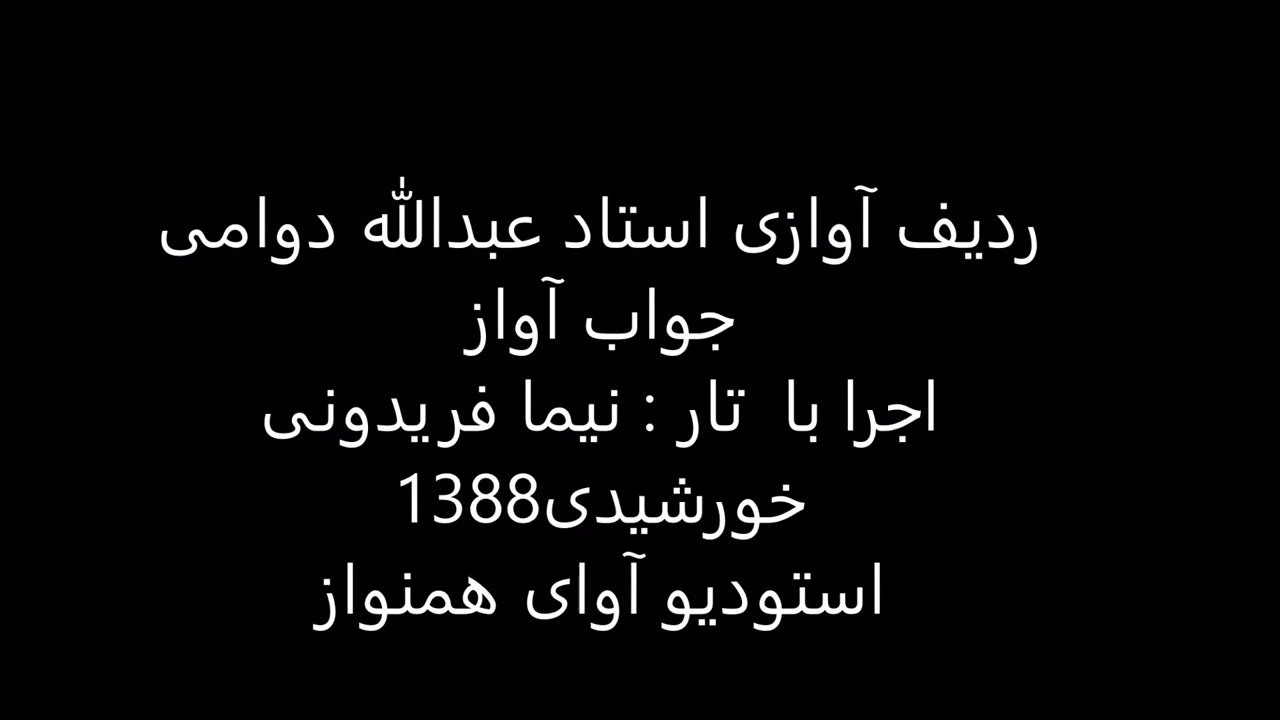 ردیف آوازی استاد عبدالله دوامی
جواب آواز
اجرا با  تار : نیما فریدونی
خورشیدی1388
استودیو آوای همنواز